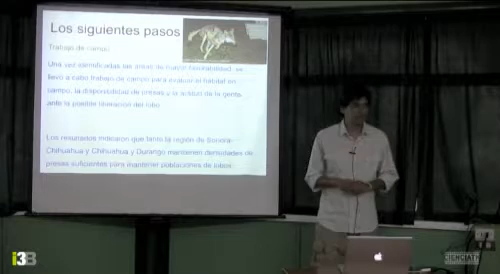 Los siguientes pasos
Trabajo de campo
Una vez identificadas las áreas de mayor favorabilidad, se
llevó a cabo trabajo de campo para evaluar el hábitat en
campo, la disponibilidad de presas y la actitud de la gente
ante la posible liberación del lobo
Los resultados indicaron que tanto la región de Sonora-
Chihuahua y Chihuahua y Durango mantienen densidades de
presas suficientes para mantener poblaciones de lobos
i3B
CIENCIATK